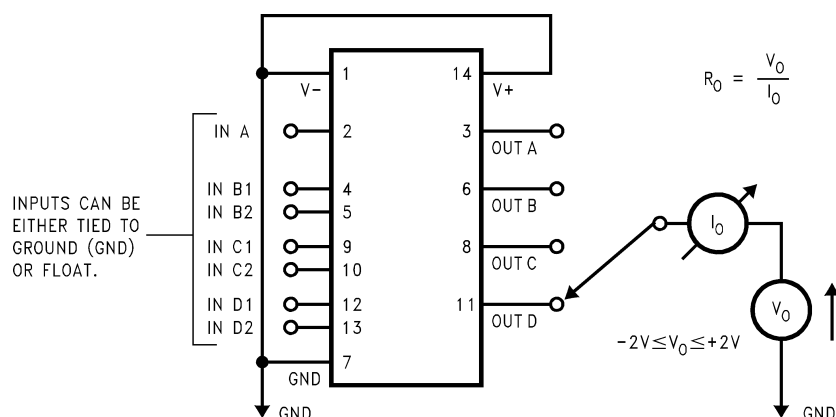 1
14
V-
V+
R_O = V_O / I_O
IN A
2
3
OUT A
IN B1
4
6
OUT B
IN B2
5
INPUTS CAN BE
EITHER TIED TO
GROUND (GND)
OR FLOAT.
IN C1
9
8
OUT C
IN C2
10
IN D1
12
11
OUT D
IN D2
13
I_O
V_O
-2V≤V_O≤+2V
7
GND
GND
GND